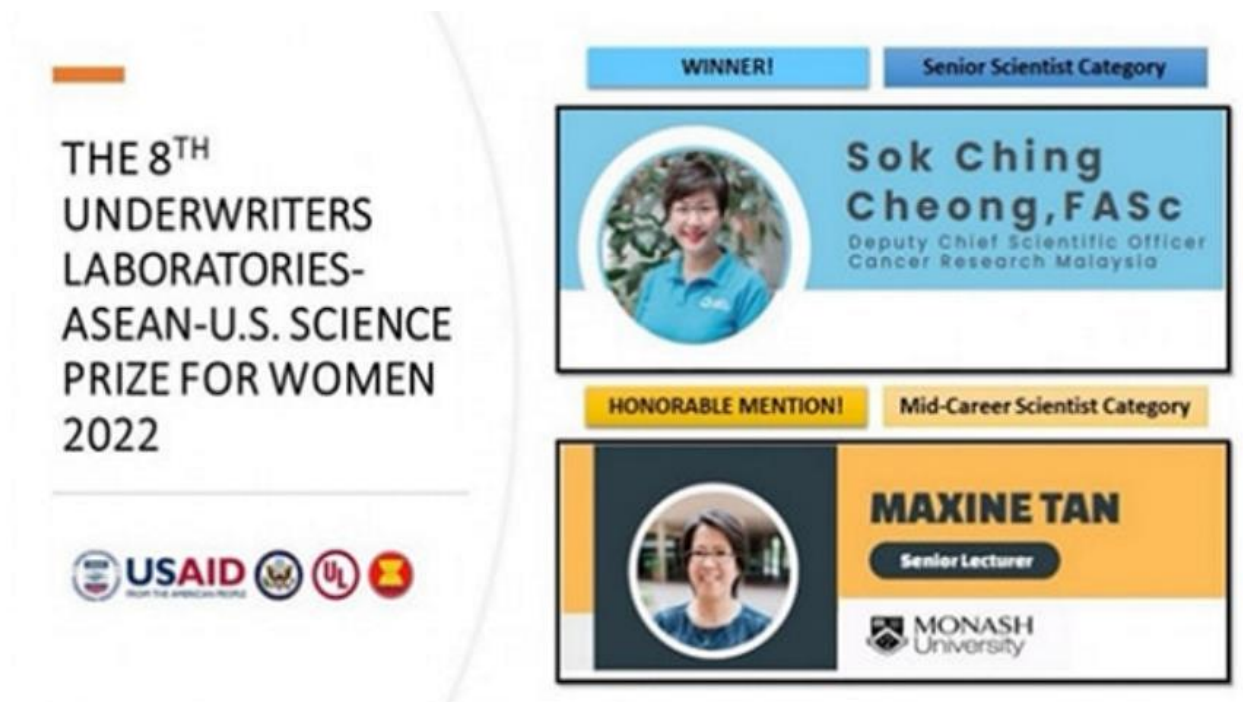 THE 8TH
UNDERWRITERS
LABORATORIES-
ASEAN-U.S. SCIENCE
PRIZE FOR WOMEN
2022
USAID
FROM THE AMERICAN PEOPLE
UL
WINNER!
Senior Scientist Category
Sok Ching
Cheong,FASc
Deputy Chief Scientific Officer
Cancer Research Malaysia
HONORABLE MENTION!
Mid-Career Scientist Category
MAXINE TAN
Senior Lecturer
MONASH
University